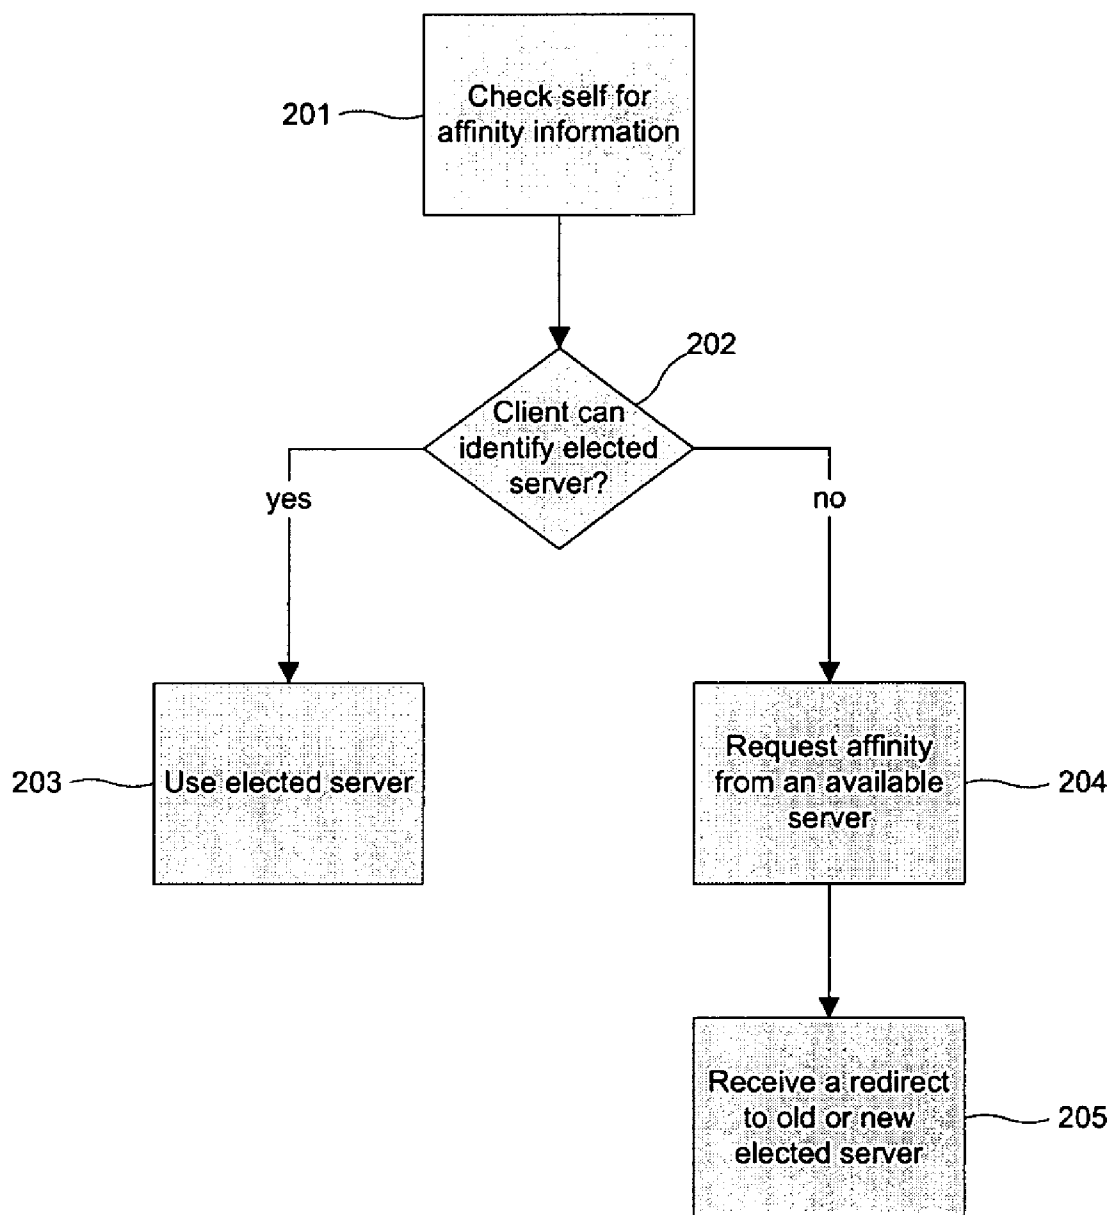 201
Check self for
affinity information
202
Client can
identify elected
server?
yes
no
203
Use elected server
Request affinity
from an available
server
204
Receive a redirect
to old or new
elected server
205